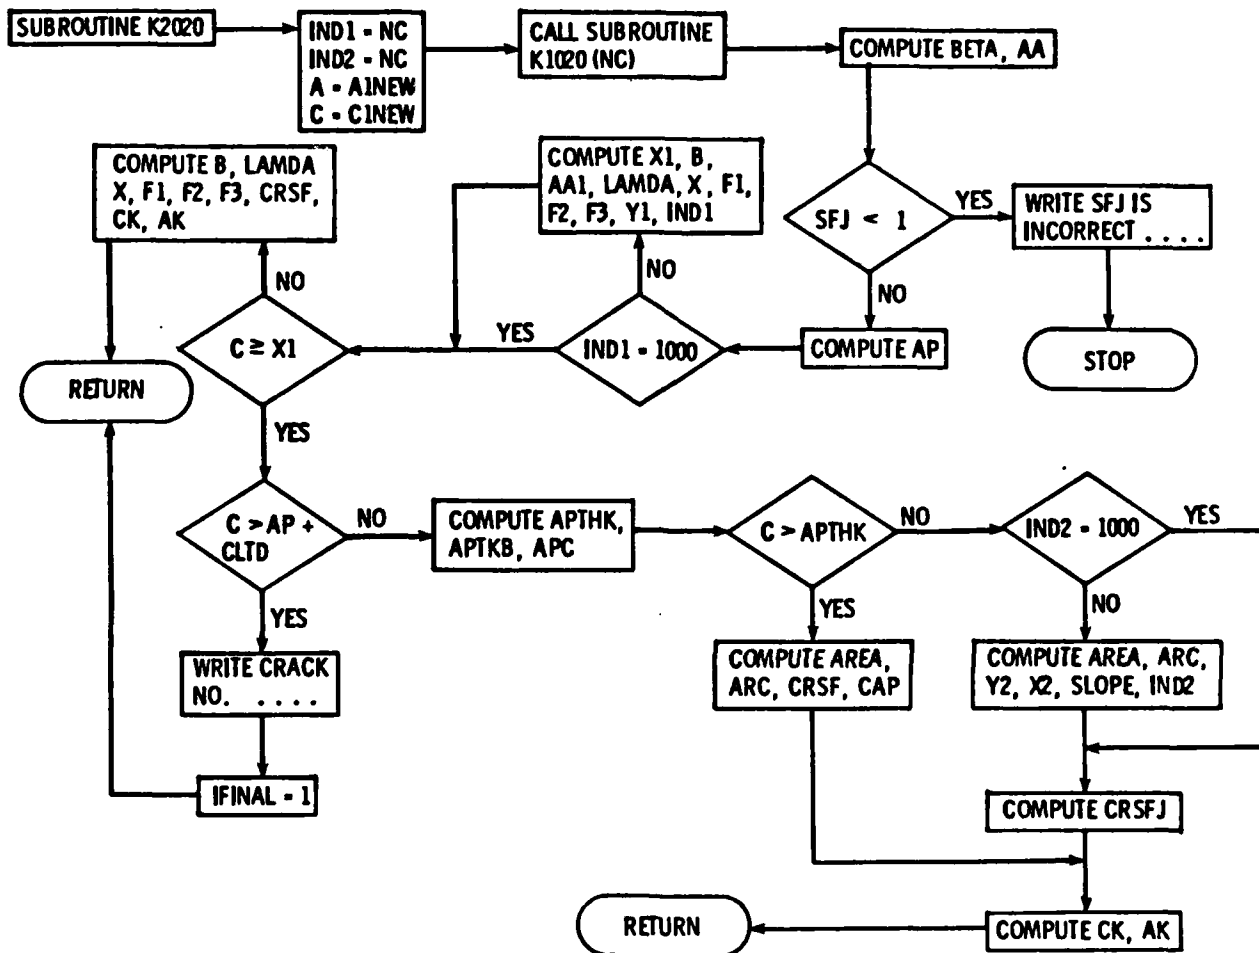 SUBROUTINE K2020
IND1 = NC
IND2 = NC
A = A1NEW
C = C1NEW
CALL SUBROUTINE
K1020 (NC)
COMPUTE BETA, AA
SFJ < 1
YES
WRITE SFJ IS
INCORRECT . . . .
STOP
NO
COMPUTE AP
IND1 = 1000
NO
COMPUTE X1, B,
AA1, LAMDA, X, F1,
F2, F3, Y1, IND1
YES
C ≥ X1
NO
COMPUTE B, LAMDA
X, F1, F2, F3, CRSF,
CK, AK
RETURN
YES
C > AP +
CLTD
YES
WRITE CRACK
NO. . . . .
IFINAL = 1
NO
COMPUTE APTHK,
APTKB, APC
C > APTHK
YES
COMPUTE AREA,
ARC, CRSF, CAP
NO
IND2 = 1000
YES
NO
COMPUTE AREA, ARC,
Y2, X2, SLOPE, IND2
COMPUTE CRSFJ
COMPUTE CK, AK
RETURN